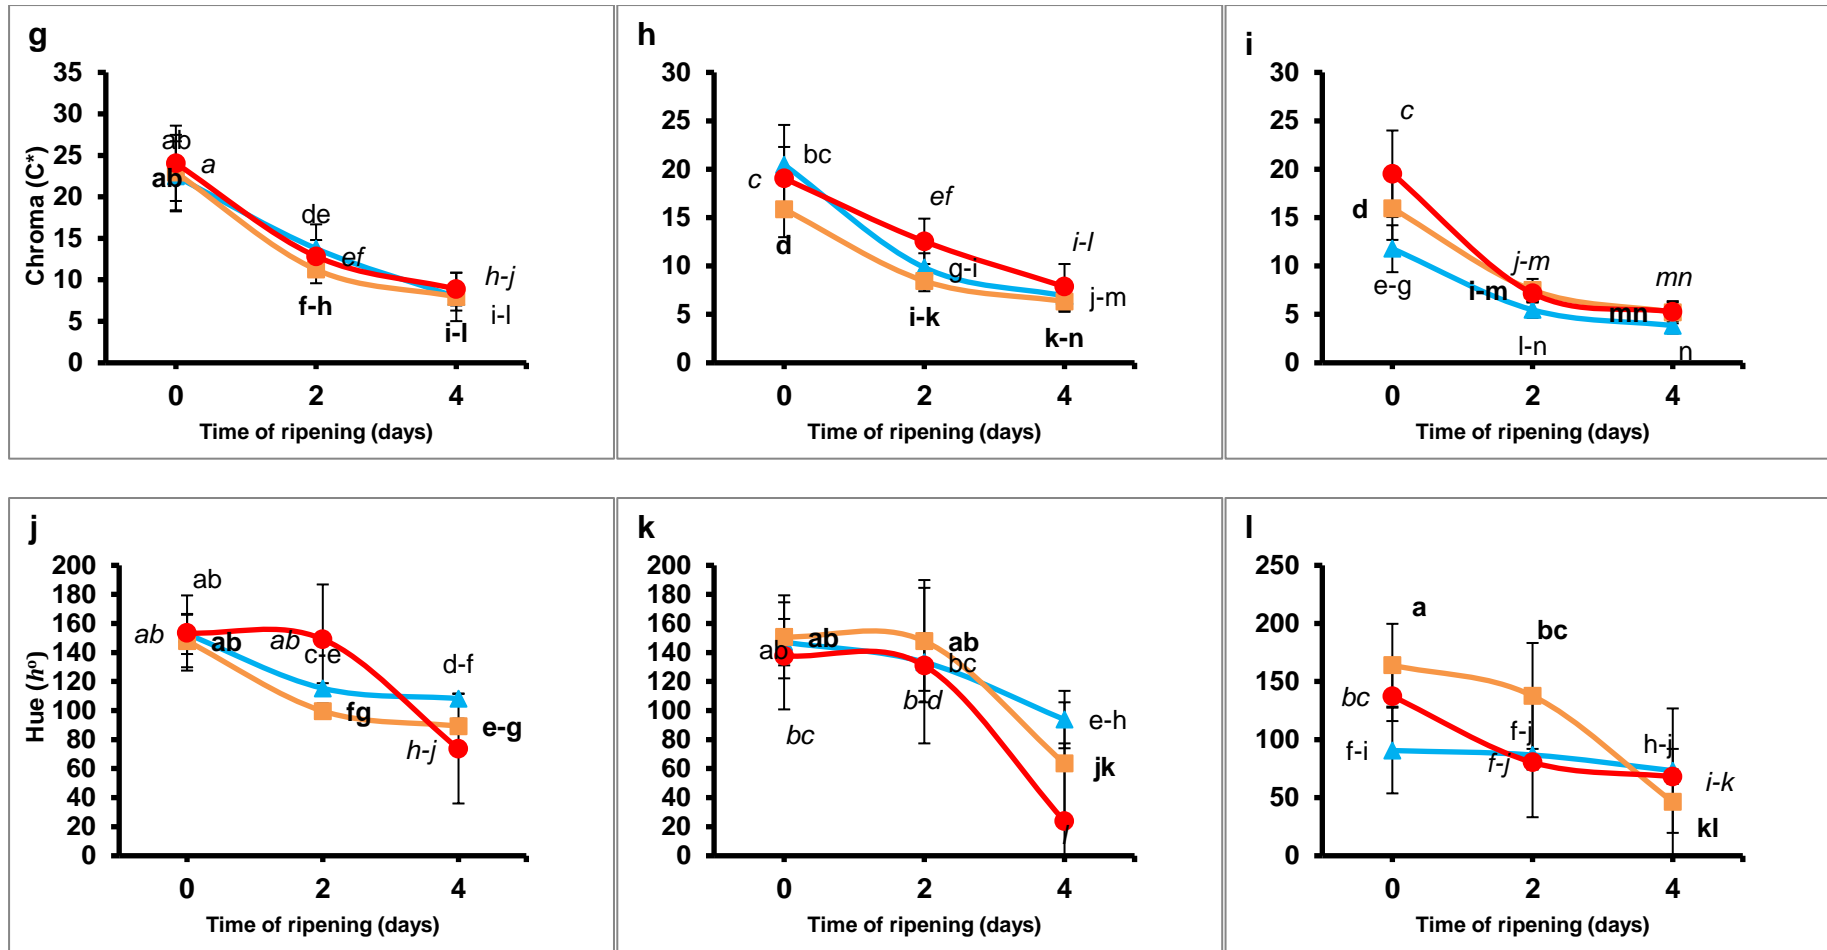 g
35
30
25
20
15
10
5
0
Chroma (C*)
ab
a
ab
de
ef
f-h
h-j
i-l
i-l
0 2 4
Time of ripening (days)
h
30
25
20
15
10
5
0
bc
c
d
ef
g-i
i-k
i-l
j-m
k-n
0 2 4
Time of ripening (days)
i
30
25
20
15
10
5
0
c
d
e-g
j-m
i-m
l-n
mn
mn
n
0 2 4
Time of ripening (days)
j
200
180
160
140
120
100
80
60
40
20
0
Hue (hº)
ab
ab
ab
ab
c-e
fg
d-f
e-g
h-j
0 2 4
Time of ripening (days)
k
200
180
160
140
120
100
80
60
40
20
0
ab
ab
bc
ab
bc
b-d
e-h
jk
l
0 2 4
Time of ripening (days)
l
250
200
150
100
50
0
a
bc
f-i
bc
f-j
f-j
h-j
i-k
kl
0 2 4
Time of ripening (days)